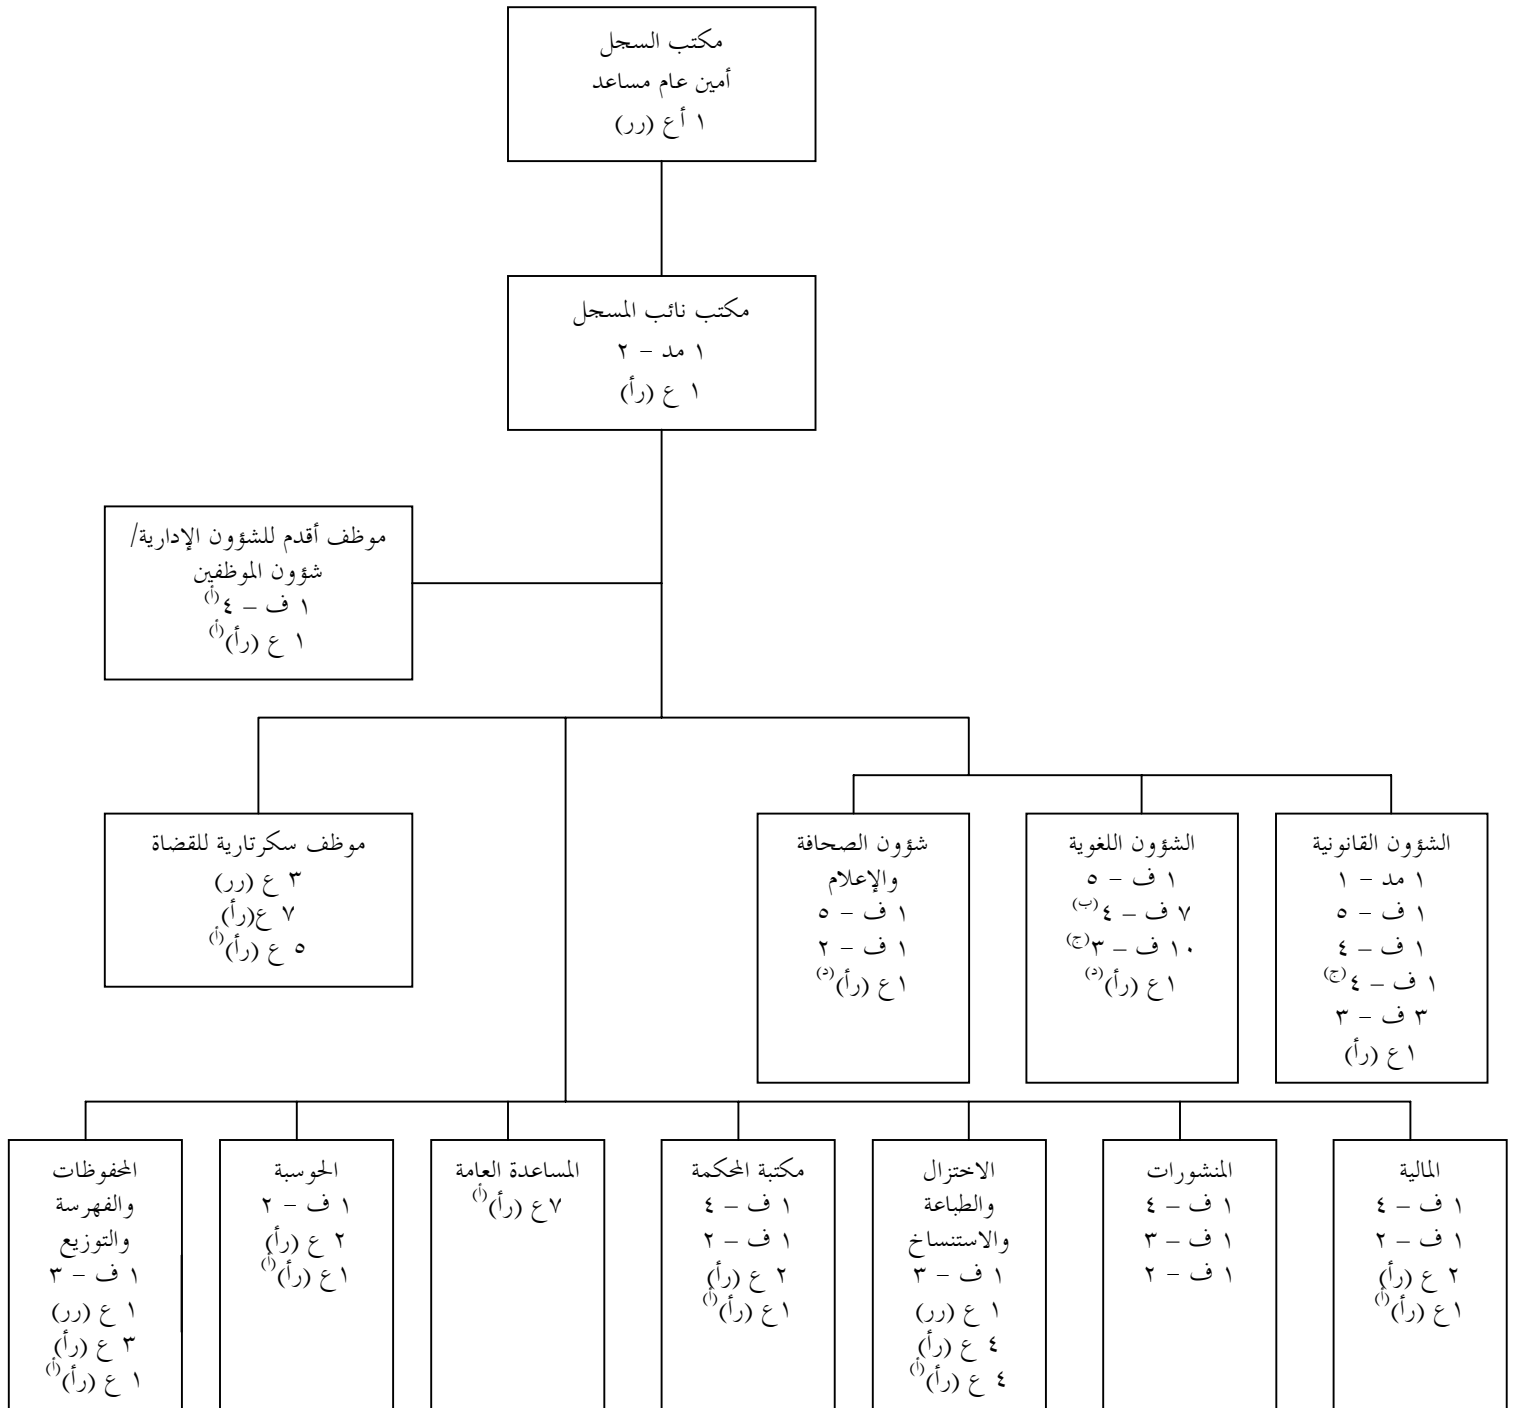 مكتب السجل
أمين عام مساعد
١ أ ع (رر)
مكتب نائب المسجل
١ مد – ٢
١ ع (رأ)
موظف أقدم للشؤون الإدارية/
شؤون الموظفين
١ ف – ٤(أ)
١ ع (رأ)(أ)
الشؤون القانونية
١ مد – ١
١ ف – ٥
١ ف – ٤
١ ف – ٤(ج)
٣ ف – ٣
١ع (رأ)
الشؤون اللغوية
١ ف – ٥
٧ ف – ٤(ب)
١٠ ف – ٣(ج)
١ع (رأ)(د)
شؤون الصحافة
والإعلام
١ ف – ٥
١ ف – ٢
١ع (رأ)(د)
موظف سكرتارية للقضاة
٣ ع (رر)
٧ ع(رأ)
٥ ع (رأ)(أ)
المالية
١ ف – ٤
١ ف – ٢
٢ ع (رأ)
١ع (رأ)(أ)
المنشورات
١ ف – ٤
١ ف – ٣
١ ف – ٢
الاختزال
والطباعة
والاستنساخ
١ ف – ٣
١ ع (رر)
٤ ع (رأ)
٤ ع (رأ)(أ)
مكتبة المحكمة
١ ف – ٤
١ ف – ٢
٢ ع (رأ)
١ع (رأ)(أ)
المساعدة العامة
٧ع (رأ)(أ)
الحوسبة
١ ف – ٢
٢ ع (رأ)
١ع (رأ)(أ)
المحفوظات
والفهرسة
والتوزيع
١ ف – ٣
١ ع (رر)
٣ ع (رأ)
١ ع (رأ)(أ)